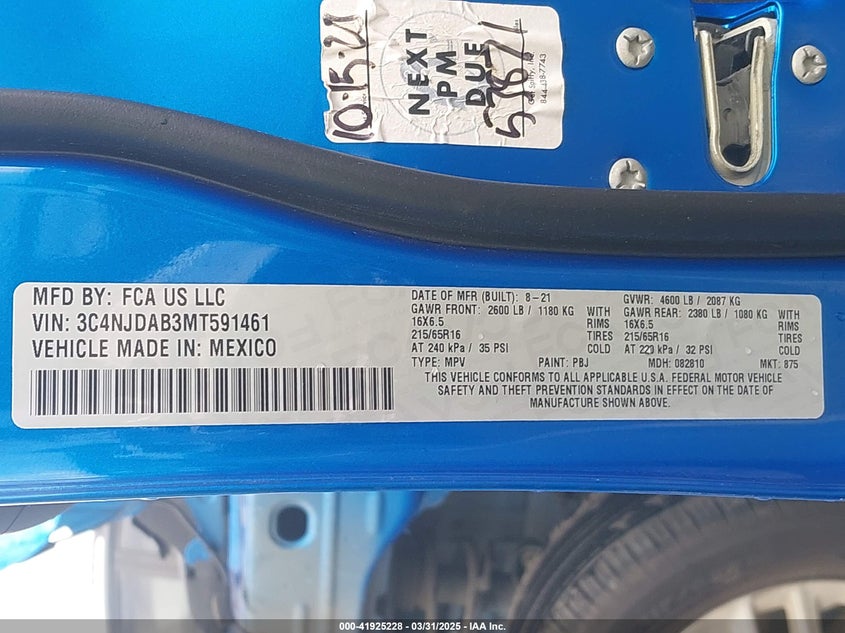 10-15-21
NEXT
PM
DUE
844-418-7743
MFD BY: FCA US LLC
VIN: 3C4NJDAB3MT591461
VEHICLE MADE IN: MEXICO
DATE OF MFR (BUILT): 8-21 GVWR: 4600 LB / 2087 KG
GAWR FRONT: 2600 LB / 1180 KG GAWR REAR: 2380 LB / 1080 KG
16X6.5 RIMS 16X6.5 RIMS
215/65R16 TIRES 215/65R16 TIRES
AT 240 kPa / 35 PSI COLD AT 220 kPa / 32 PSI COLD
TYPE: MPV PAINT: PBJ MDH: 082810 MKT: 875
THIS VEHICLE CONFORMS TO ALL APPLICABLE U.S.A. FEDERAL MOTOR VEHICLE
SAFETY AND THEFT PREVENTION STANDARDS IN EFFECT ON THE DATE OF
MANUFACTURE SHOWN ABOVE.
000-41925228 - 03/31/2025 - IAA Inc.